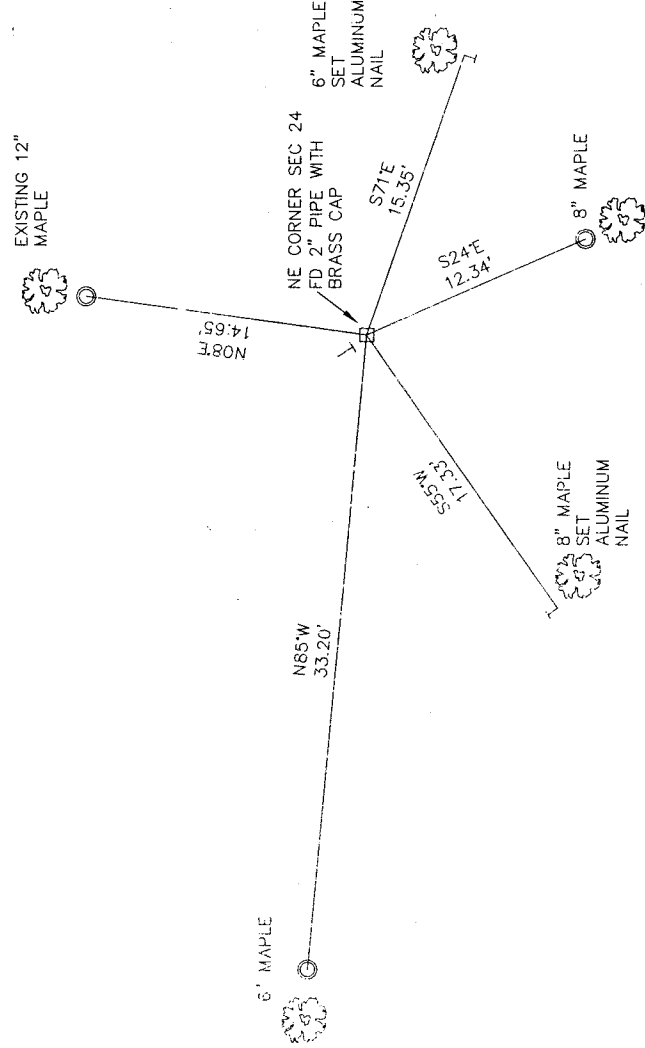 EXISTING 12"
MAPLE
6" MAPLE
SET
ALUMINUM
NAIL
NE CORNER SEC 24
FD 2" PIPE WITH
BRASS CAP
N08°E
14.65'
S71°E
15.35'
S24°E
12.34'
8" MAPLE
S55°W
17.33'
8" MAPLE
SET
ALUMINUM
NAIL
N85°W
33.20'
6' MAPLE